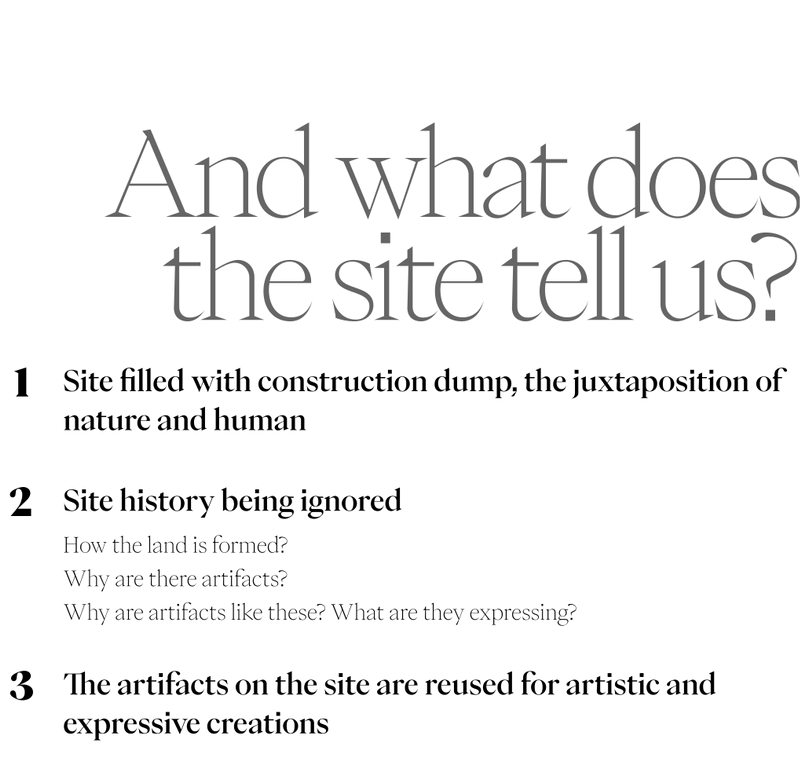 And what does
the site tell us?
1 Site filled with construction dump, the juxtaposition of
nature and human
2 Site history being ignored
How the land is formed?
Why are there artifacts?
Why are artifacts like these? What are they expressing?
3 The artifacts on the site are reused for artistic and
expressive creations